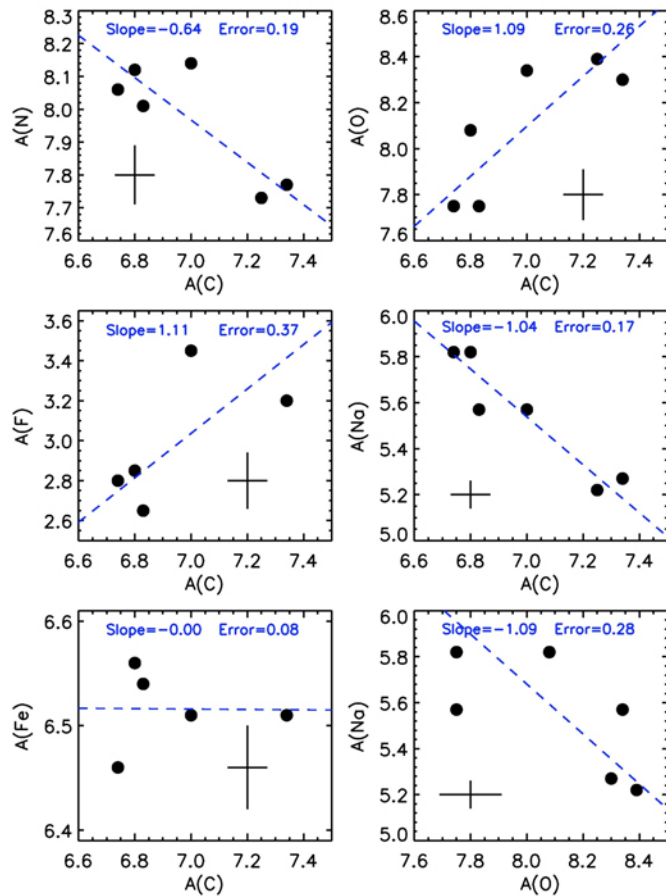 Slope=−0.64 Error=0.19
8.3
8.2
8.1
8.0
7.9
7.8
7.7
7.6
A(N)
6.6 6.8 7.0 7.2 7.4
A(C)
Slope=1.09 Error=0.26
8.6
8.4
8.2
8.0
7.8
7.6
A(O)
6.6 6.8 7.0 7.2 7.4
A(C)
Slope=1.11 Error=0.37
3.6
3.4
3.2
3.0
2.8
2.6
A(F)
6.6 6.8 7.0 7.2 7.4
A(C)
Slope=−1.04 Error=0.17
6.0
5.8
5.6
5.4
5.2
5.0
A(Na)
6.6 6.8 7.0 7.2 7.4
A(C)
Slope=−0.00 Error=0.08
6.6
6.5
6.4
A(Fe)
6.6 6.8 7.0 7.2 7.4
A(C)
Slope=−1.09 Error=0.28
6.0
5.8
5.6
5.4
5.2
5.0
A(Na)
7.6 7.8 8.0 8.2 8.4
A(O)